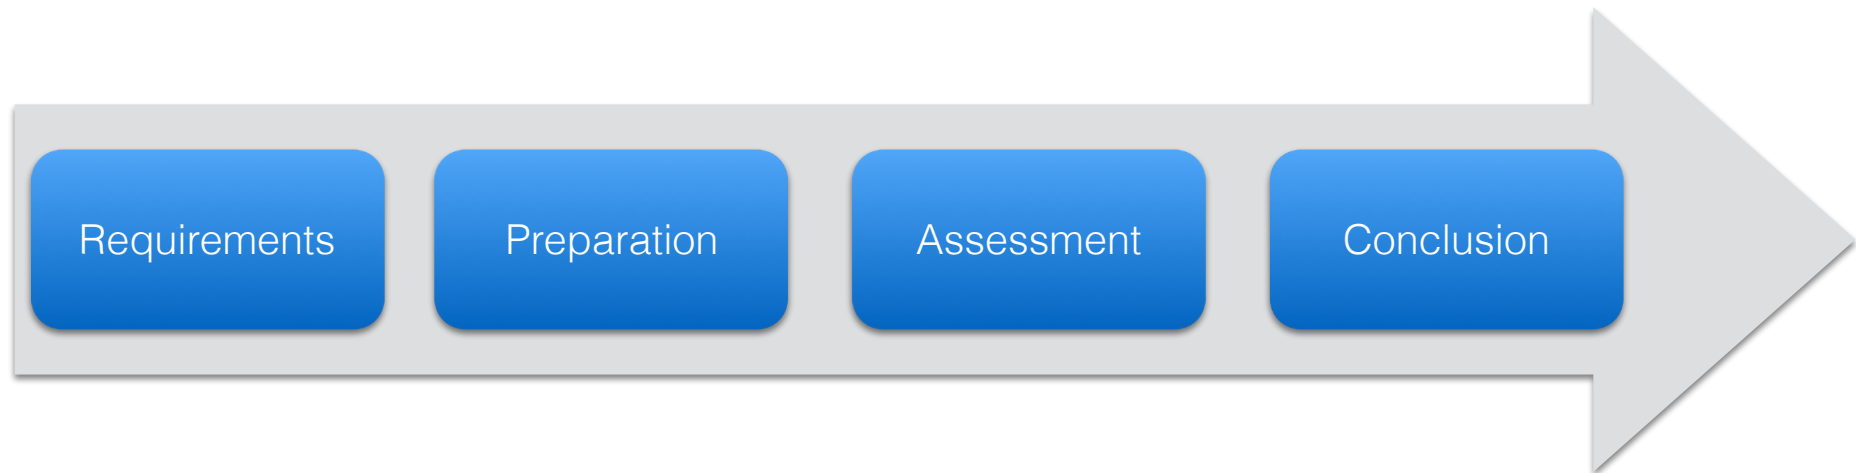 Requirements
Preparation
Assessment
Conclusion